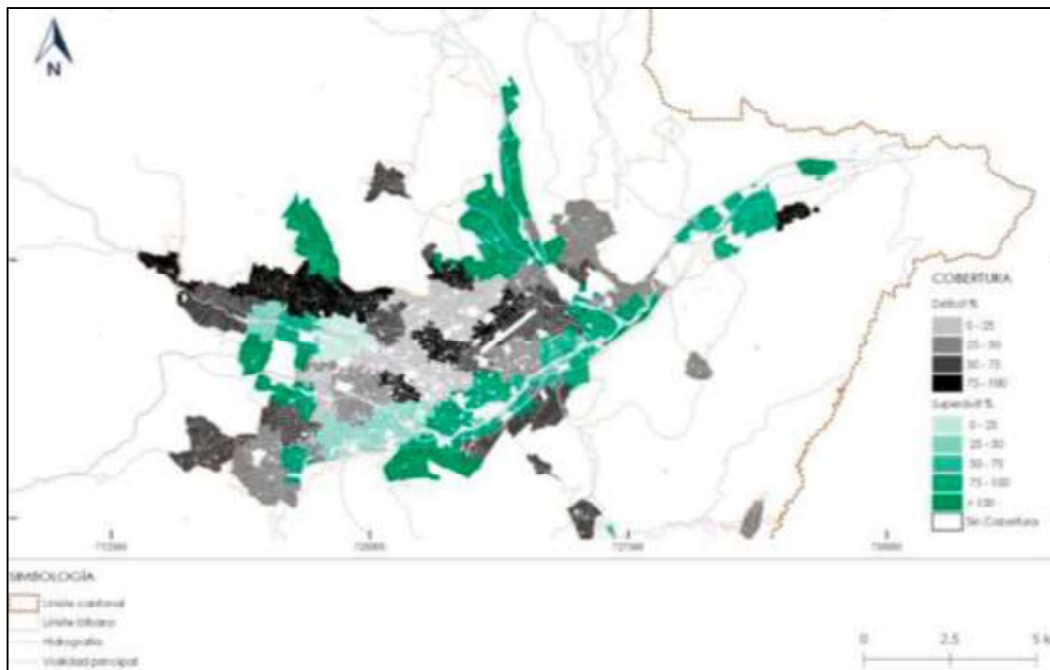 N
COBERTURA
Déficit %
0 - 25
25 - 50
50 - 75
75 - 100
Superávit %
0 - 25
25 - 50
50 - 75
75 - 100
> 100
Sin Cobertura
SIMBOLOGÍA
Límite cantonal
Límite Urbano
Hidrografía
Vialidad principal
0 2,5 5 k